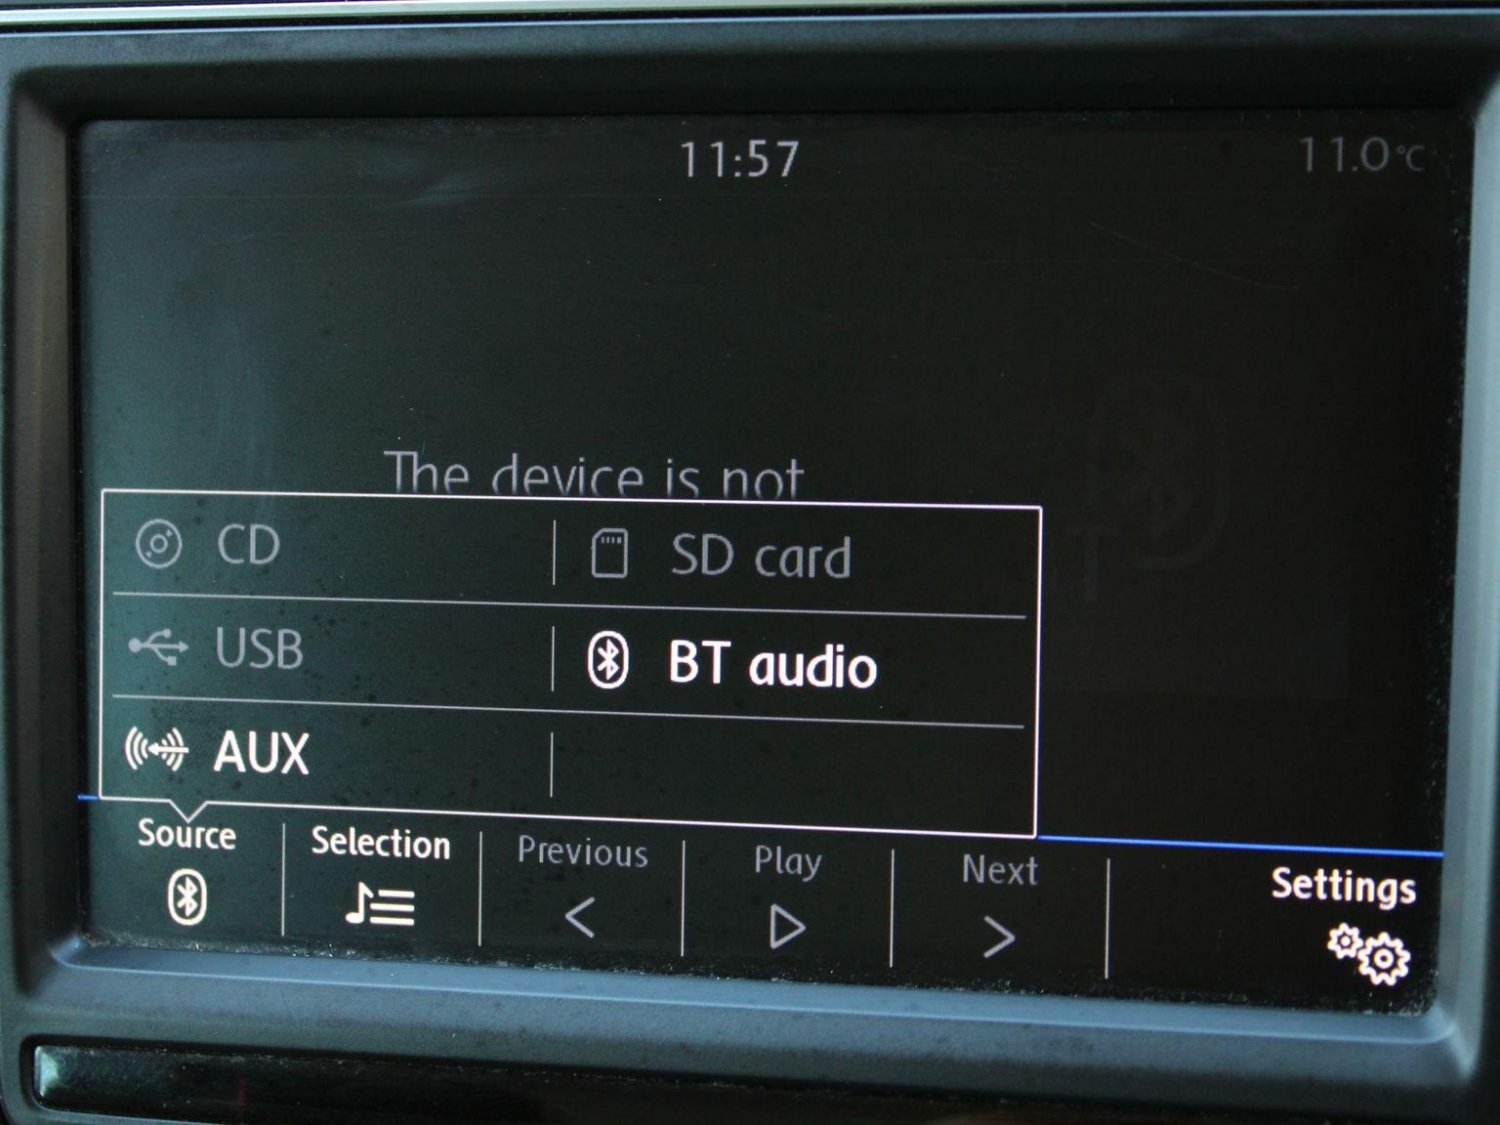 11:57
11.0°C
The device is not
CD
SD card
USB
BT audio
AUX
Source
Selection
Previous
Play
Next
Settings